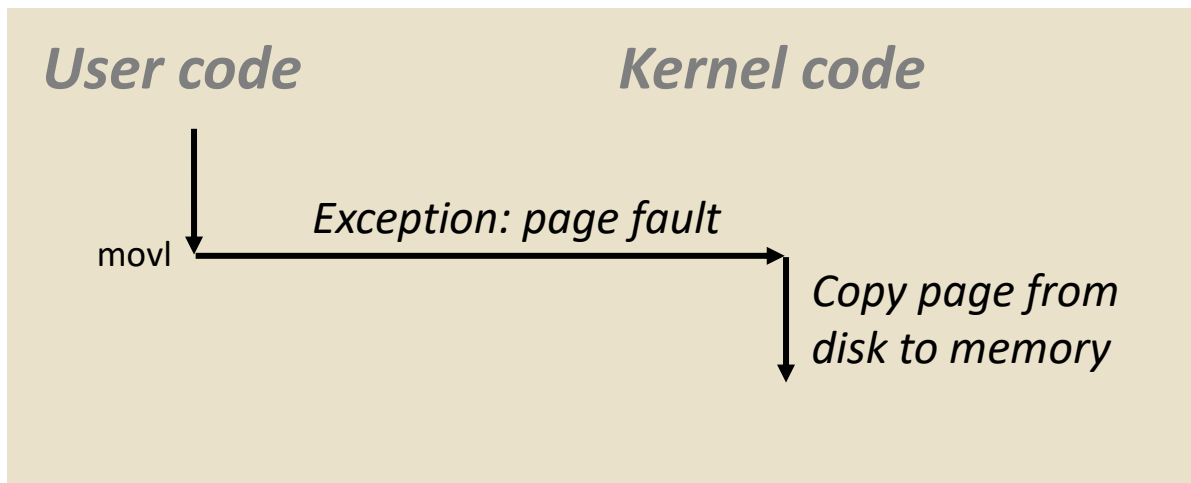 User code
Kernel code
Exception: page fault
movl
Copy page from
disk to memory